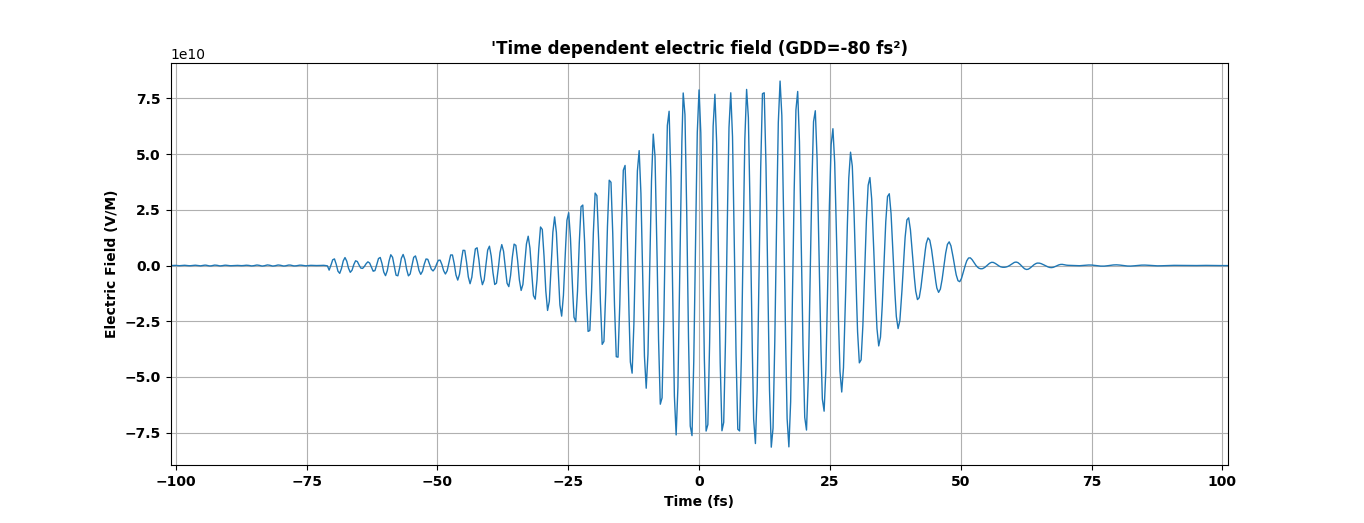 'Time dependent electric field (GDD=-80 fs²)
1e10
7.5
5.0
2.5
0.0
−2.5
−5.0
−7.5
Electric Field (V/M)
−100 −75 −50 −25 0 25 50 75 100
Time (fs)